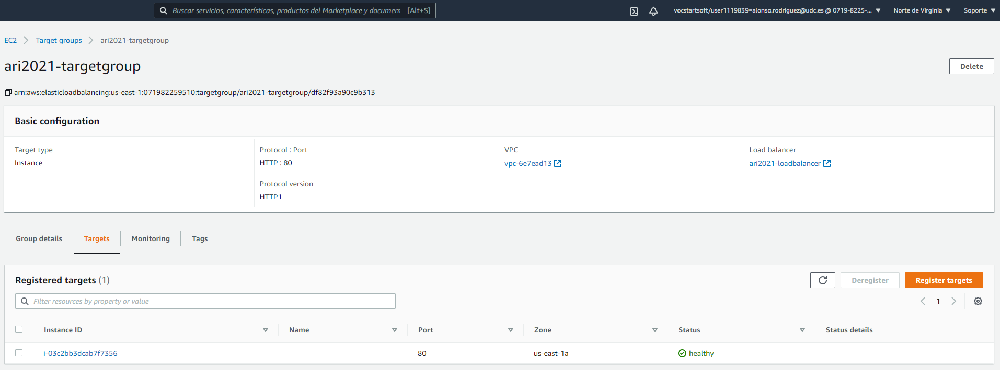 Buscar servicios, características, productos del Marketplace y document [Alt+S] vocstartsoft/user1119839=alonso.rodriguez@udc.es @ 0719-8225-... Norte de Virginia Soporte
EC2 Target groups ari2021-targetgroup
ari2021-targetgroup Delete
arn:aws:elasticloadbalancing:us-east-1:071982259510:targetgroup/ari2021-targetgroup/df82f93a90c9b313
Basic configuration
Target type Protocol : Port VPC Load balancer
Instance HTTP : 80 vpc-6e7ead13 ari2021-loadbalancer
Protocol version
HTTP1
Group details Targets Monitoring Tags
Registered targets (1) Deregister Register targets
Filter resources by property or value 1
Instance ID Name Port Zone Status Status details
i-03c2bb3dcab7f7356 80 us-east-1a healthy